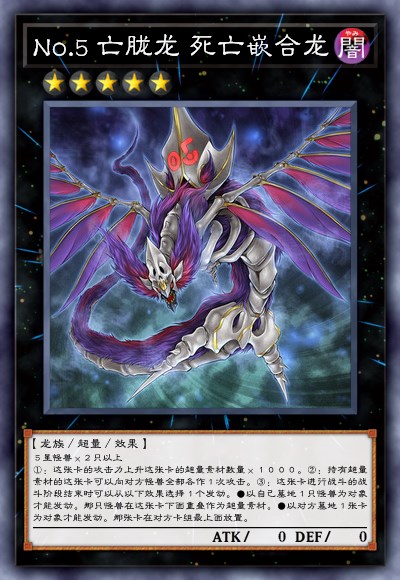 No.5 亡胧龙 死亡嵌合龙
やみ
闇
05
【龙族／超量／效果】
５星怪兽×２只以上
①：这张卡的攻击力上升这张卡的超量素材数量×１０００。②：持有超量
素材的这张卡可以向对方怪兽全部各作１次攻击。③：这张卡进行战斗的战
斗阶段结束时可以从以下效果选择１个发动。●以自己墓地１只怪兽为对象
才能发动。那只怪兽在这张卡下面重叠作为超量素材。●以对方墓地１张卡
为对象才能发动。那张卡在对方卡组最上面放置。
ATK/ 0 DEF/ 0